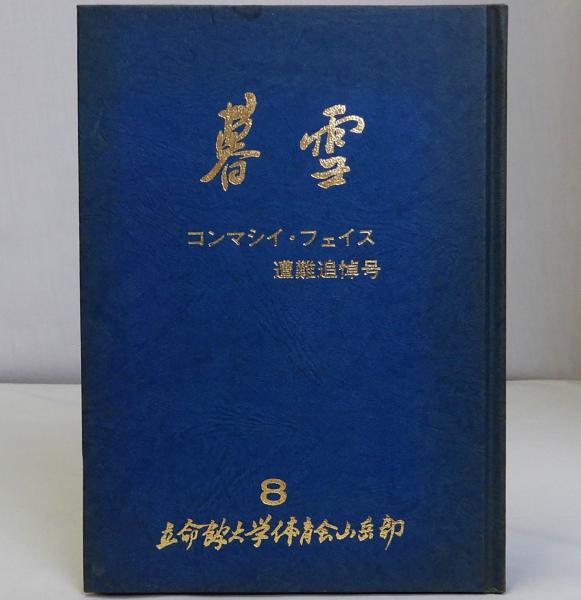 暮雪
コンマシイ・フェイズ
遭難追悼号
8
立命館大学体育会山岳部